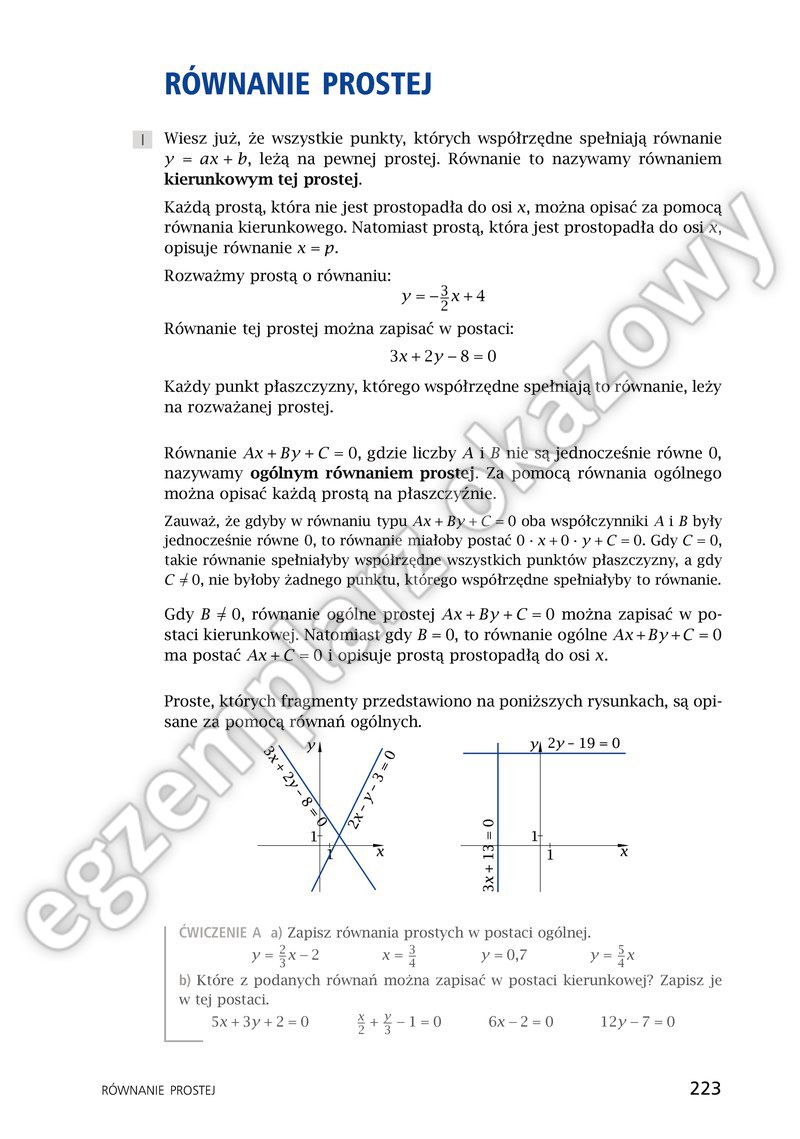 RÓWNANIE PROSTEJ
I
Wiesz już, że wszystkie punkty, których współrzędne spełniają równanie
y = ax + b, leżą na pewnej prostej. Równanie to nazywamy równaniem
kierunkowym tej prostej.
Każdą prostą, która nie jest prostopadła do osi x, można opisać za pomocą
równania kierunkowego. Natomiast prostą, która jest prostopadła do osi x,
opisuje równanie x = p.
Rozważmy prostą o równaniu:
y = −3/2 x + 4
Równanie tej prostej można zapisać w postaci:
3x + 2y − 8 = 0
Każdy punkt płaszczyzny, którego współrzędne spełniają to równanie, leży
na rozważanej prostej.
Równanie Ax + By + C = 0, gdzie liczby A i B nie są jednocześnie równe 0,
nazywamy ogólnym równaniem prostej. Za pomocą równania ogólnego
można opisać każdą prostą na płaszczyźnie.
Zauważ, że gdyby w równaniu typu Ax + By + C = 0 oba współczynniki A i B były
jednocześnie równe 0, to równanie miałoby postać 0 · x + 0 · y + C = 0. Gdy C = 0,
takie równanie spełniałyby współrzędne wszystkich punktów płaszczyzny, a gdy
C ≠ 0, nie byłoby żadnego punktu, którego współrzędne spełniałyby to równanie.
Gdy B ≠ 0, równanie ogólne prostej Ax + By + C = 0 można zapisać w po-
staci kierunkowej. Natomiast gdy B = 0, to równanie ogólne Ax + By + C = 0
ma postać Ax + C = 0 i opisuje prostą prostopadłą do osi x.
Proste, których fragmenty przedstawiono na poniższych rysunkach, są opi-
sane za pomocą równań ogólnych.
3x + 2y − 8 = 0
y
2x − y − 3 = 0
1
1
x
y
2y − 19 = 0
3x + 13 = 0
1
1
x
ĆWICZENIE A a) Zapisz równania prostych w postaci ogólnej.
y = 2/3 x − 2 x = 3/4 y = 0,7 y = 5/4 x
b) Które z podanych równań można zapisać w postaci kierunkowej? Zapisz je
w tej postaci.
5x + 3y + 2 = 0 x/2 + y/3 − 1 = 0 6x − 2 = 0 12y − 7 = 0
RÓWNANIE PROSTEJ 223
egzemplarz okazowy